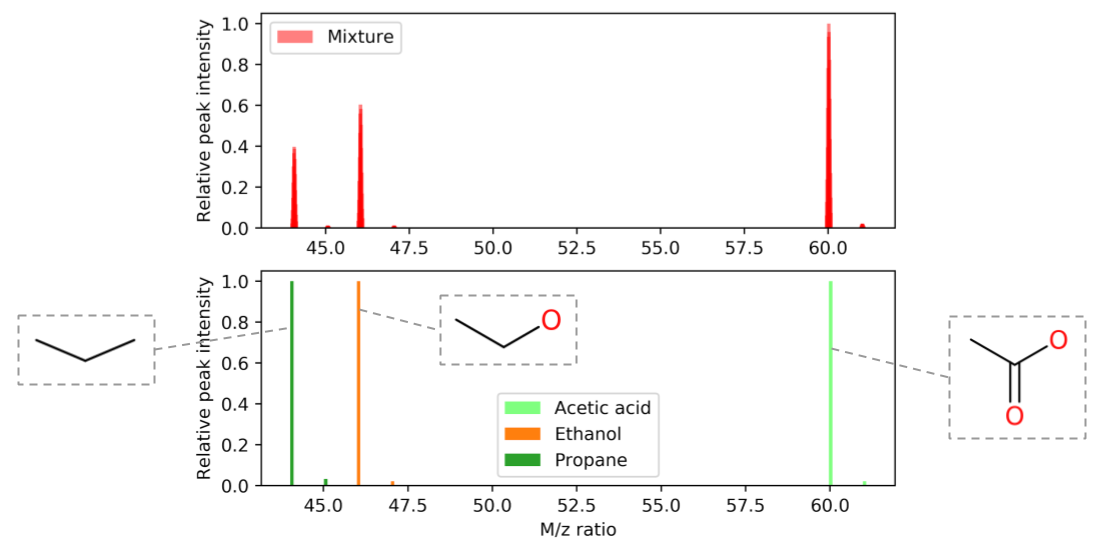 Relative peak intensity
1.0
0.8
0.6
0.4
0.2
0.0
Mixture
45.0 47.5 50.0 52.5 55.0 57.5 60.0
Relative peak intensity
1.0
0.8
0.6
0.4
0.2
0.0
O
O
O
Acetic acid
Ethanol
Propane
45.0 47.5 50.0 52.5 55.0 57.5 60.0
M/z ratio